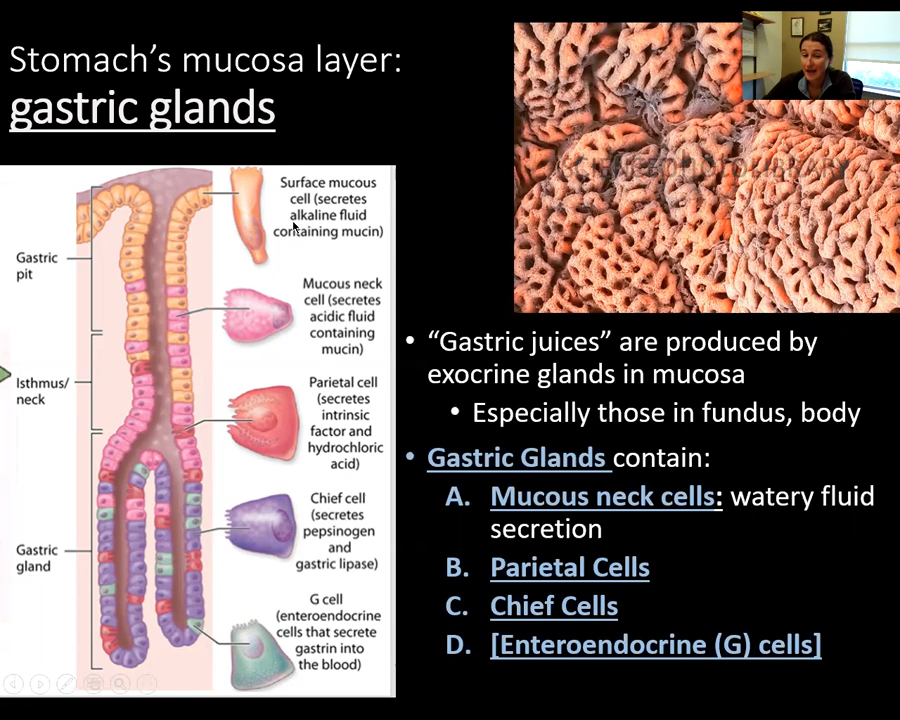 Stomach’s mucosa layer:
gastric glands
Gastric
pit
Isthmus/
neck
Gastric
gland
Surface mucous
cell (secretes
alkaline fluid
containing mucin)
Mucous neck
cell (secretes
acidic fluid
containing
mucin)
Parietal cell
(secretes
intrinsic
factor and
hydrochloric
acid)
Chief cell
(secretes
pepsinogen
and
gastric lipase)
G cell
(enteroendocrine
cells that secrete
gastrin into
the blood)
• “Gastric juices” are produced by
exocrine glands in mucosa
• Especially those in fundus, body
• Gastric Glands contain:
A. Mucous neck cells: watery fluid
secretion
B. Parietal Cells
C. Chief Cells
D. [Enteroendocrine (G) cells]